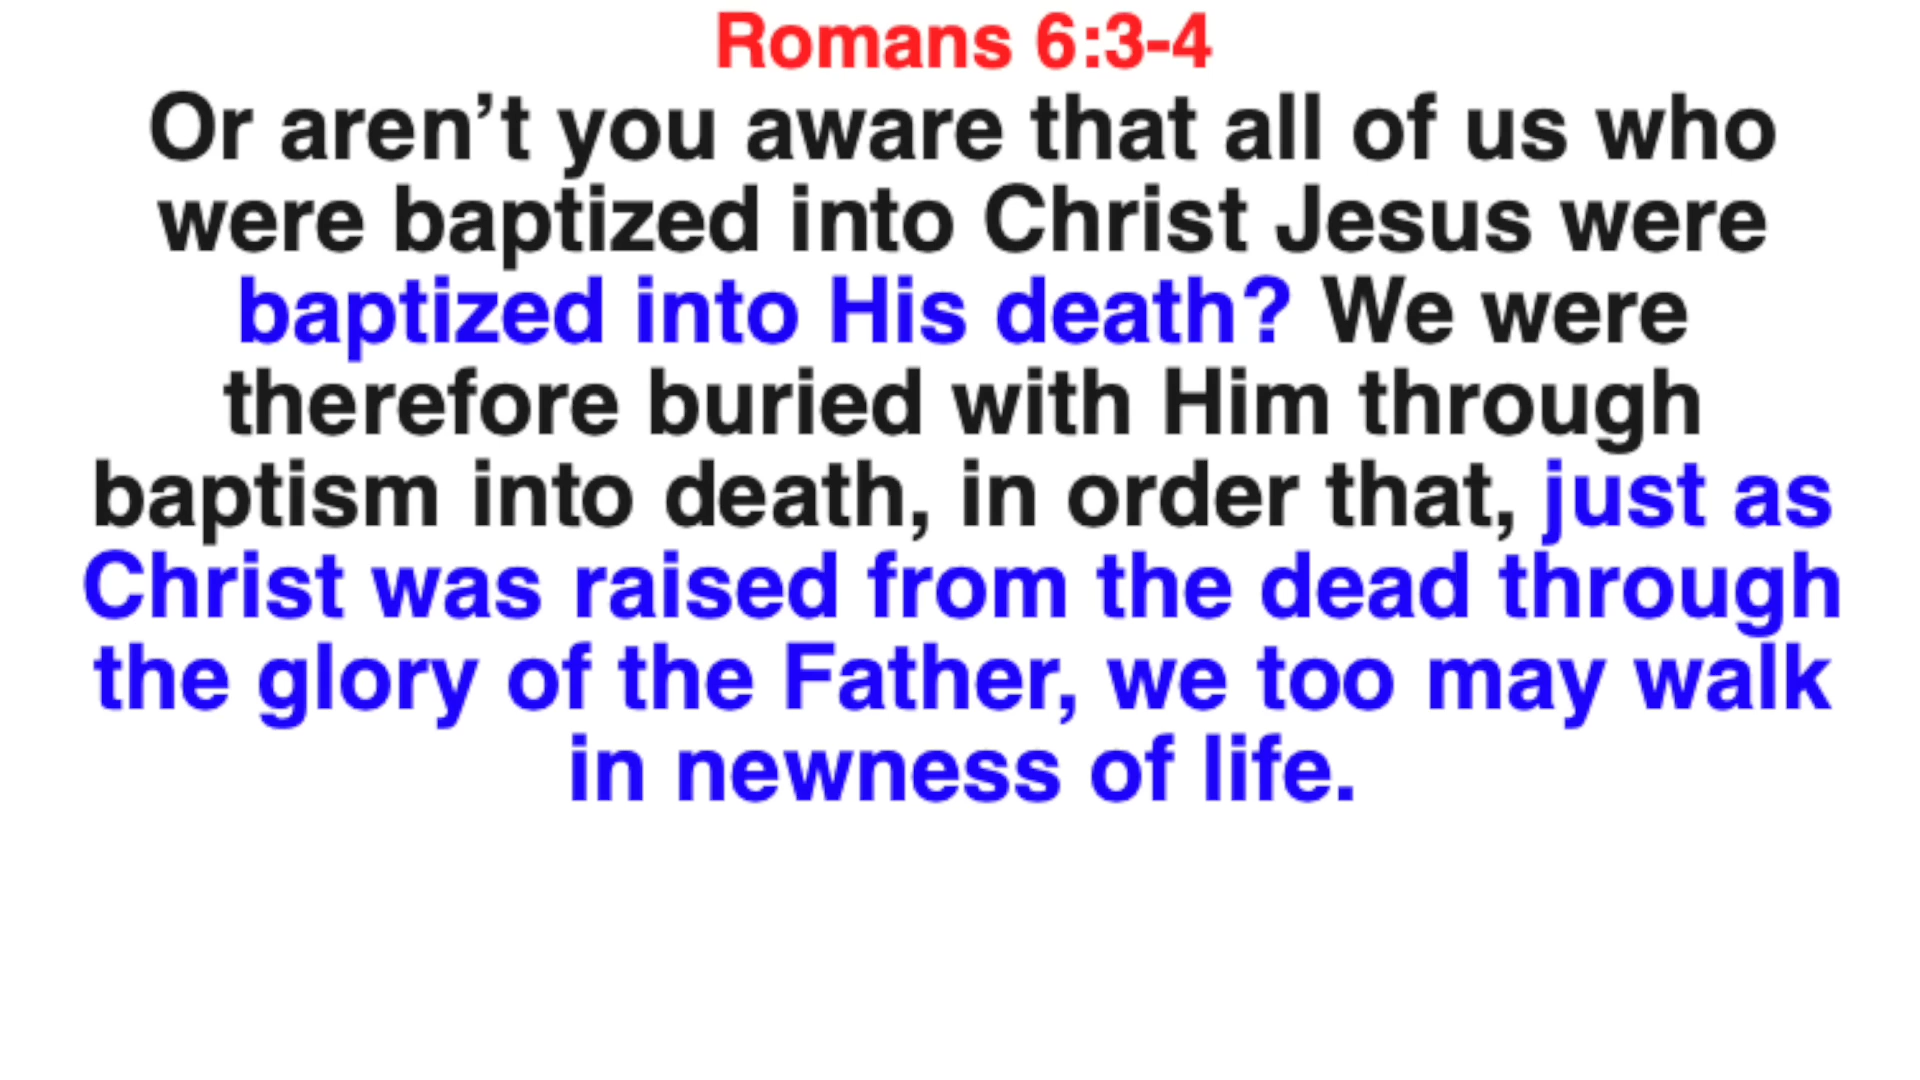 Romans 6:3-4
Or aren’t you aware that all of us who
were baptized into Christ Jesus were
baptized into His death? We were
therefore buried with Him through
baptism into death, in order that, just as
Christ was raised from the dead through
the glory of the Father, we too may walk
in newness of life.